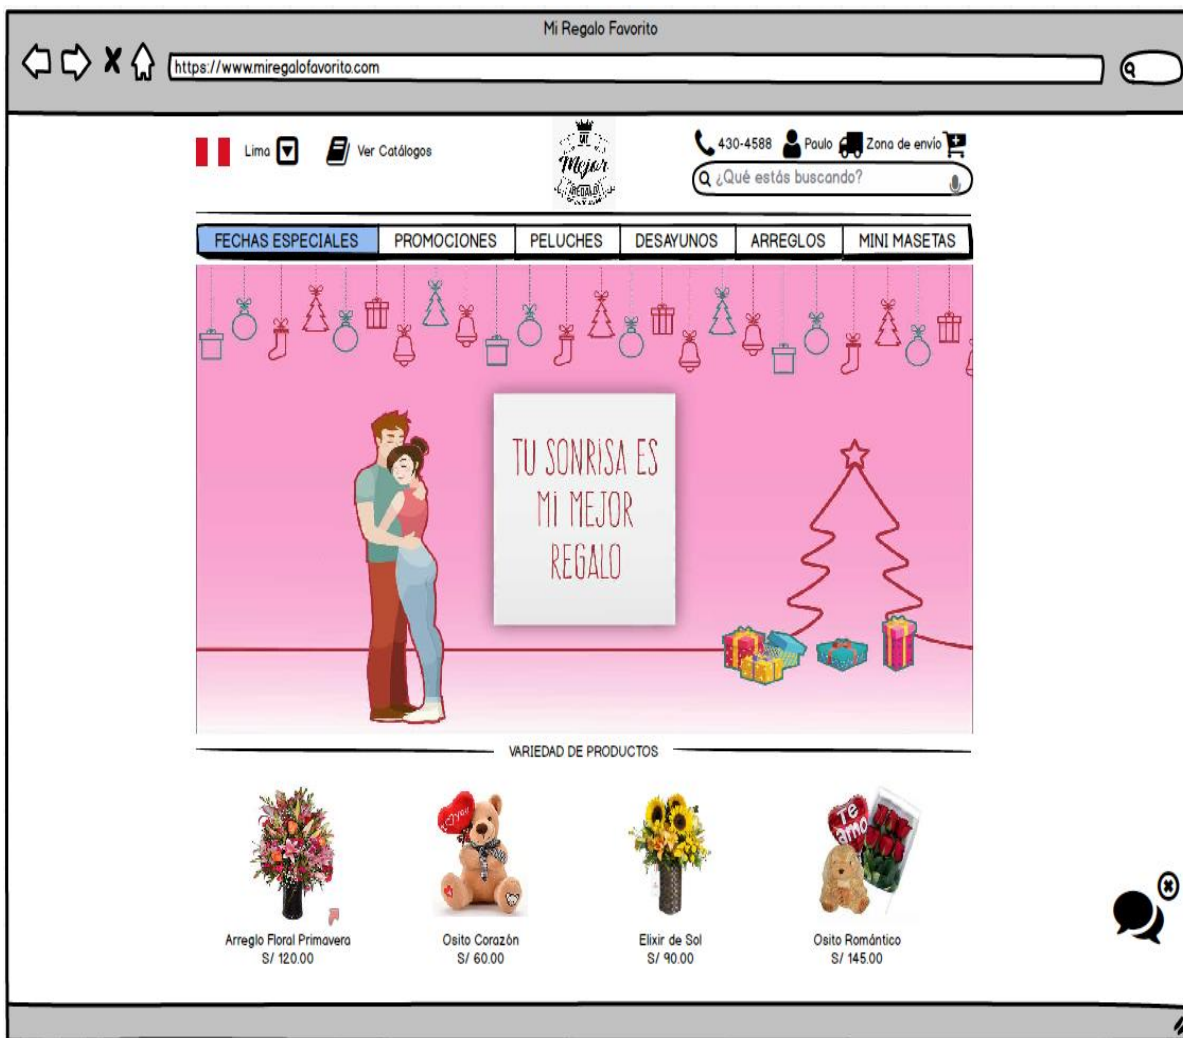 Mi Regalo Favorito
https://www.miregalofavorito.com
Lima
Ver Catálogos
Mejor
REGALO
430-4588 Paulo Zona de envío
¿Qué estás buscando?
FECHAS ESPECIALES PROMOCIONES PELUCHES DESAYUNOS ARREGLOS MINI MASETAS
TU SONRISA ES
MI MEJOR
REGALO
VARIEDAD DE PRODUCTOS
Te
amo
Arreglo Floral Primavera
S/ 120.00
Osito Corazón
S/ 60.00
Elixir de Sol
S/ 90.00
Osito Romántico
S/ 145.00